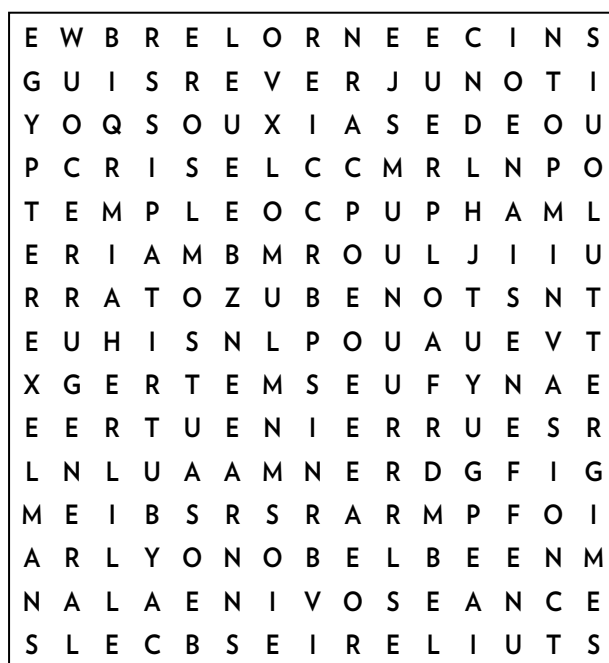 E W B R E L O R N E E C I N S
G U I S R E V E R J U N O T I
Y O Q S O U X I A S E D E O U
P C R I S E L C C M R L N P O
T E M P L E O C P U P H A M L
E R I A M B M R O U L J I I U
R R A T O Z U B E N O T S N T
E U H I S N L P O U A U E V T
X G E R T E M S E U F Y N A E
E E R T U E N I E R R U E S R
L N L U A A M N E R D G F I G
M E I B S R S R A R M P F O I
A R L Y O N O B E L B E E N M
N A L A E N I V O S E A N C E
S L E C B S E I R E L I U T S